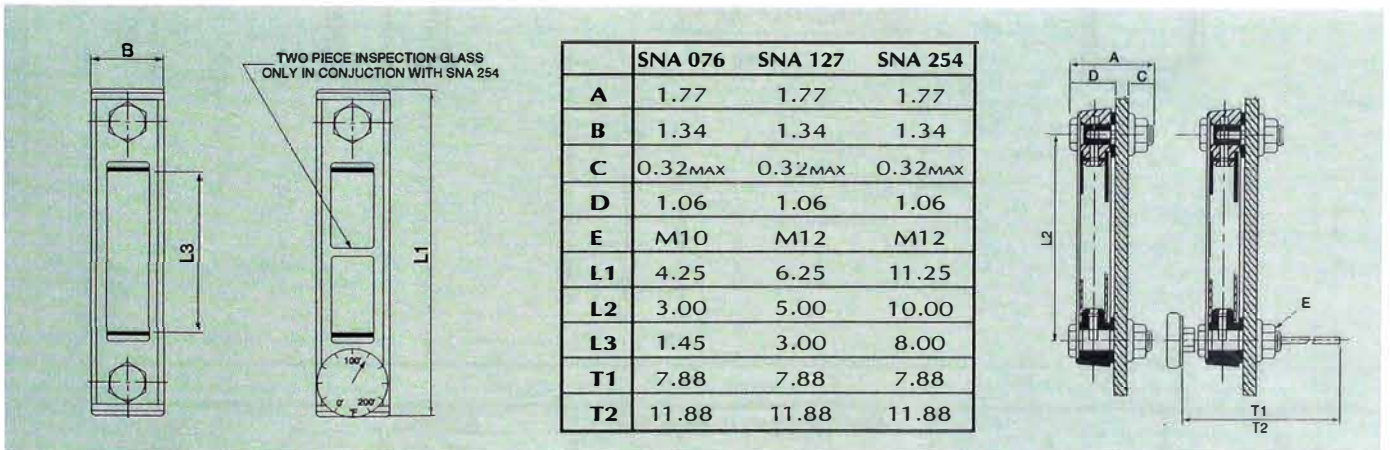 B
TWO PIECE INSPECTION GLASS
ONLY IN CONJUCTION WITH SNA 254
L3
L1
100°
0° 200°
°F
SNA 076 SNA 127 SNA 254
A 1.77 1.77 1.77
B 1.34 1.34 1.34
C 0.32MAX 0.32MAX 0.32MAX
D 1.06 1.06 1.06
E M10 M12 M12
L1 4.25 6.25 11.25
L2 3.00 5.00 10.00
L3 1.45 3.00 8.00
T1 7.88 7.88 7.88
T2 11.88 11.88 11.88
A
D C
L2
E
T1
T2